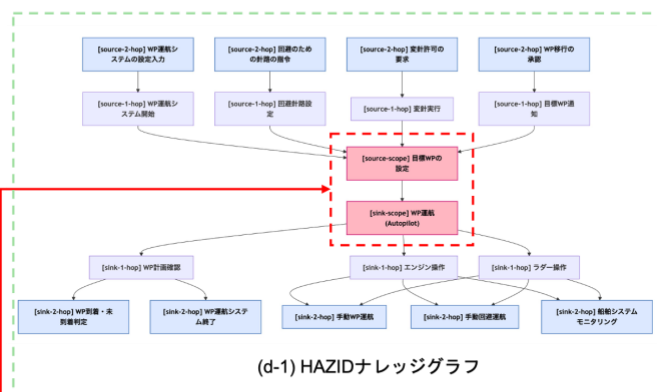 [source-2-hop] WP運航シ
ステムの設定入力
[source-2-hop] 回避のため
の針路の指令
[source-2-hop] 変針許可の
要求
[source-2-hop] WP移行の
承認
[source-1-hop] WP運航シ
ステム開始
[source-1-hop] 回避針路設
定
[source-1-hop] 変針実行
[source-1-hop] 目標WP通
知
[source-scope] 目標WPの
設定
[sink-scope] WP運航
(Autopilot)
[sink-1-hop] WP計画確認
[sink-1-hop] エンジン操作
[sink-1-hop] ラダー操作
[sink-2-hop] WP到着・未
到着判定
[sink-2-hop] WP運航システ
ム終了
[sink-2-hop] 手動WP運航
[sink-2-hop] 手動回避運航
[sink-2-hop] 船舶システム
モニタリング
(d-1) HAZIDナレッジグラフ